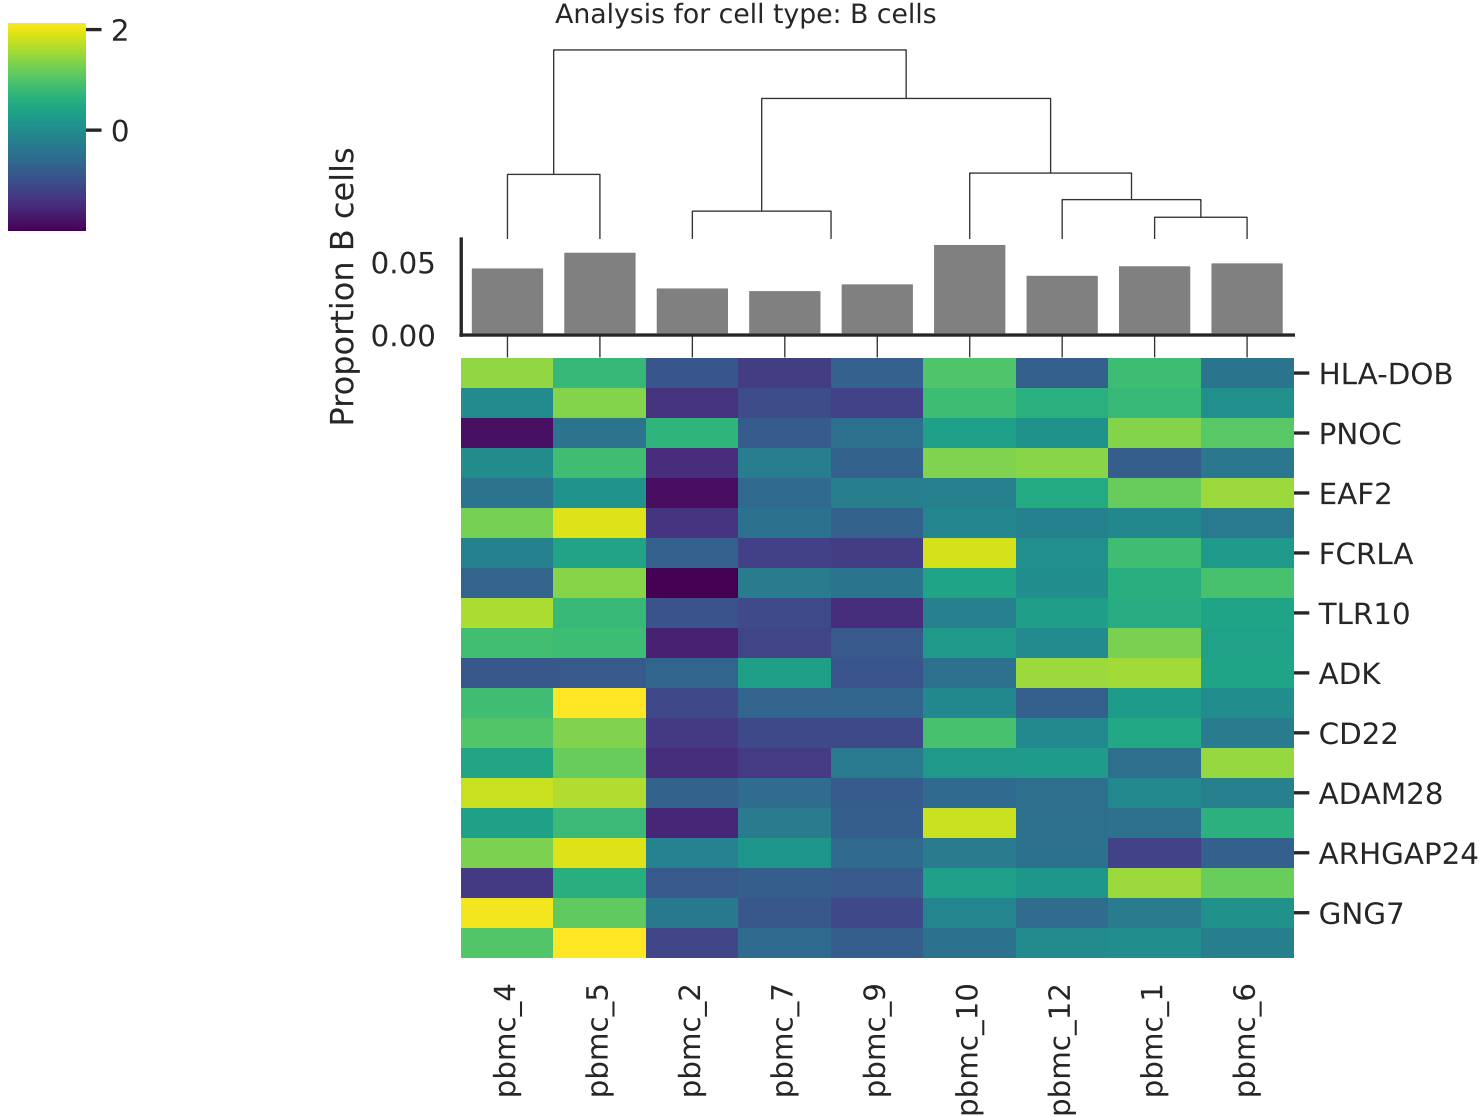 Analysis for cell type: B cells
2
0
Proportion B cells
0.05
0.00
HLA-DOB
PNOC
EAF2
FCRLA
TLR10
ADK
CD22
ADAM28
ARHGAP24
GNG7
pbmc_4
pbmc_5
pbmc_2
pbmc_7
pbmc_9
pbmc_10
pbmc_12
pbmc_1
pbmc_6